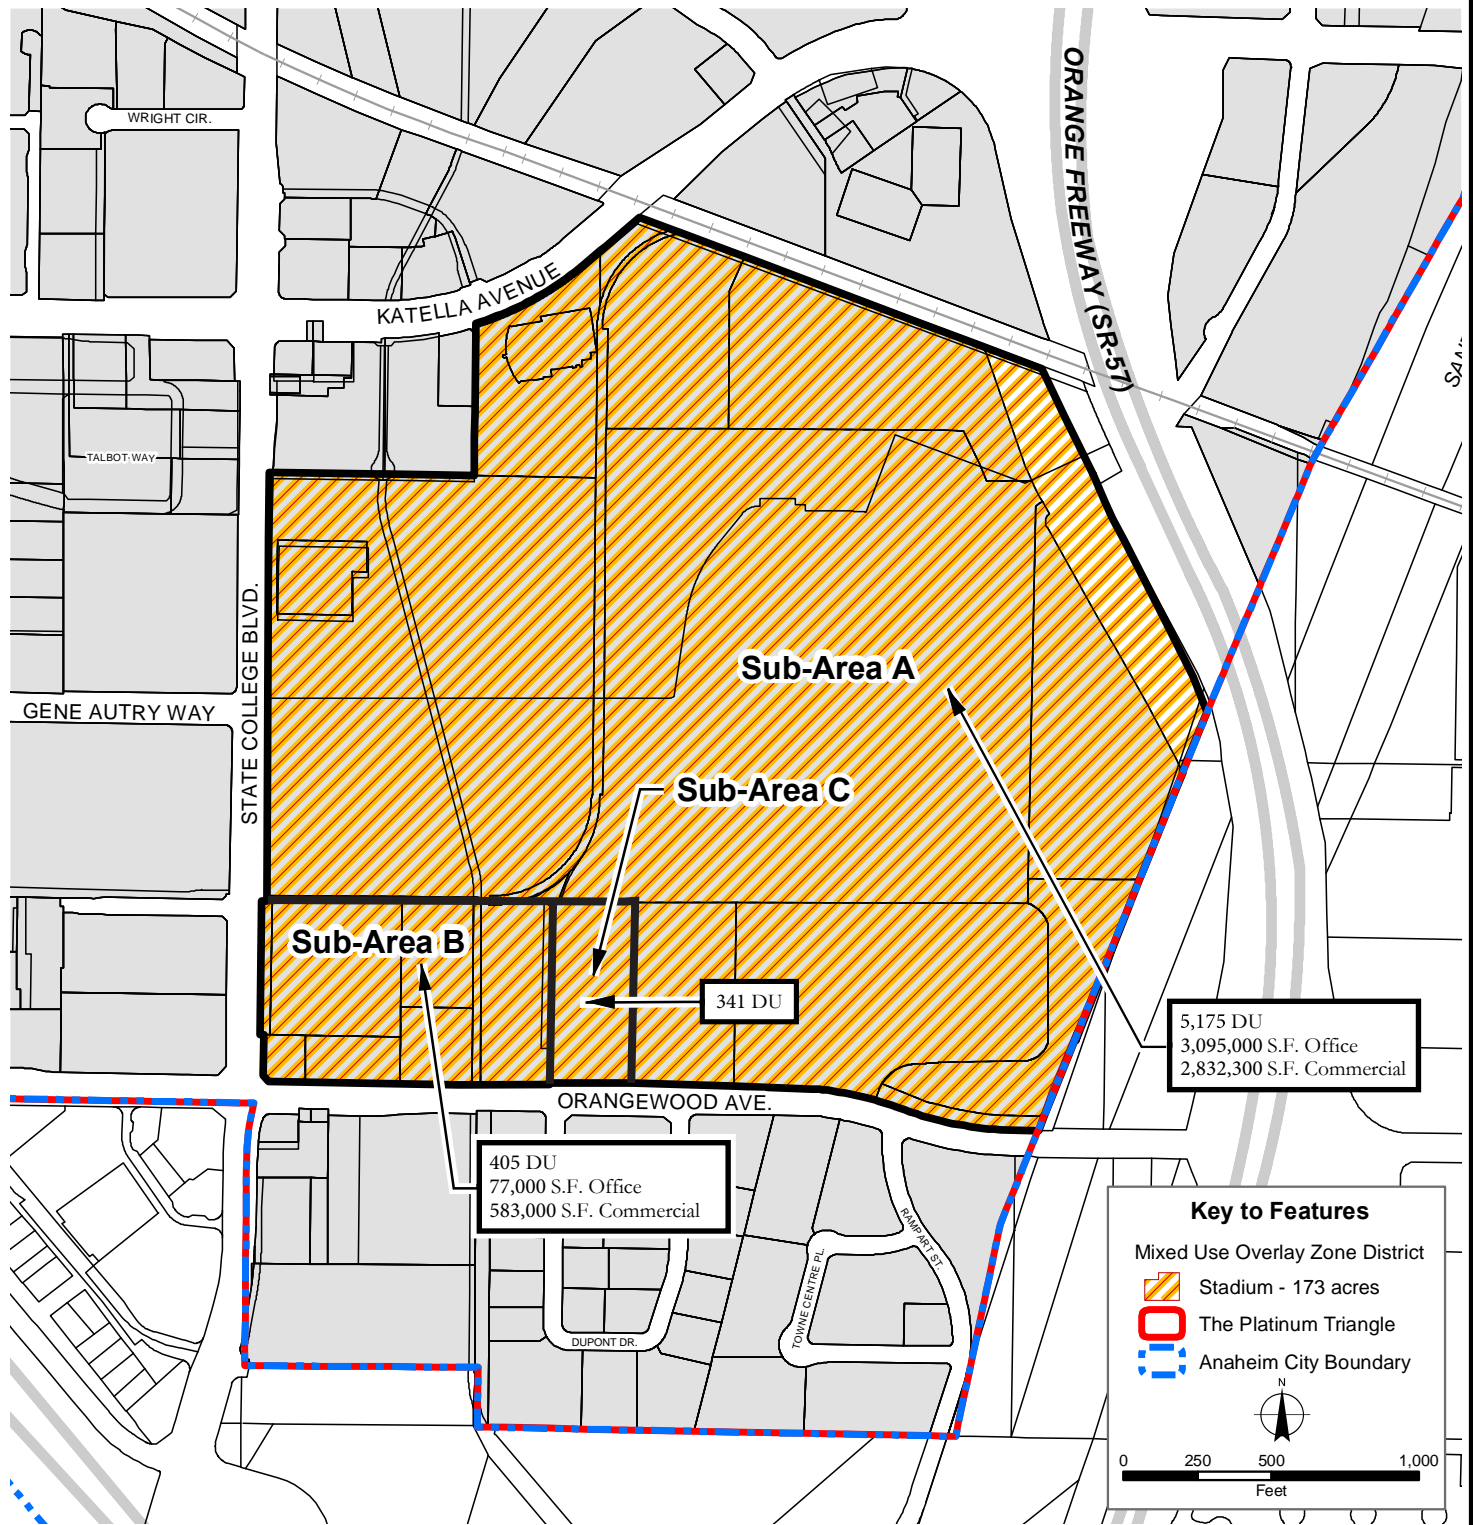 WRIGHT CIR.
ORANGE FREEWAY (SR-57)
KATELLA AVENUE
TALBOT WAY
STATE COLLEGE BLVD.
GENE AUTRY WAY
Sub-Area A
Sub-Area C
Sub-Area B
341 DU
5,175 DU
3,095,000 S.F. Office
2,832,300 S.F. Commercial
ORANGEWOOD AVE.
405 DU
77,000 S.F. Office
583,000 S.F. Commercial
RAMPART ST.
TOWNE CENTRE PL.
DUPONT DR.
Key to Features
Mixed Use Overlay Zone District
Stadium - 173 acres
The Platinum Triangle
Anaheim City Boundary
N
0 250 500 1,000
Feet